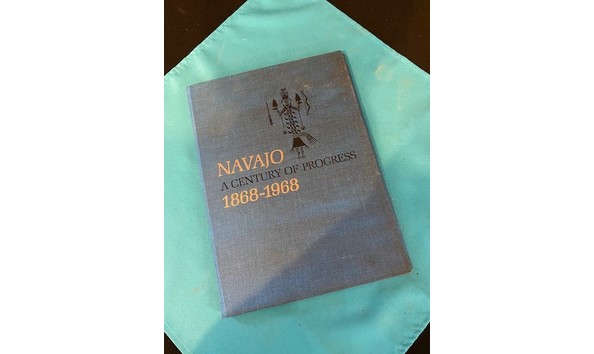 NAVAJO
A CENTURY OF PROGRESS
1868-1968